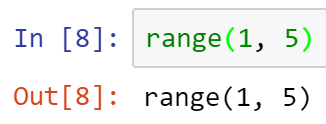 In [8]: range(1, 5)
Out[8]: range(1, 5)